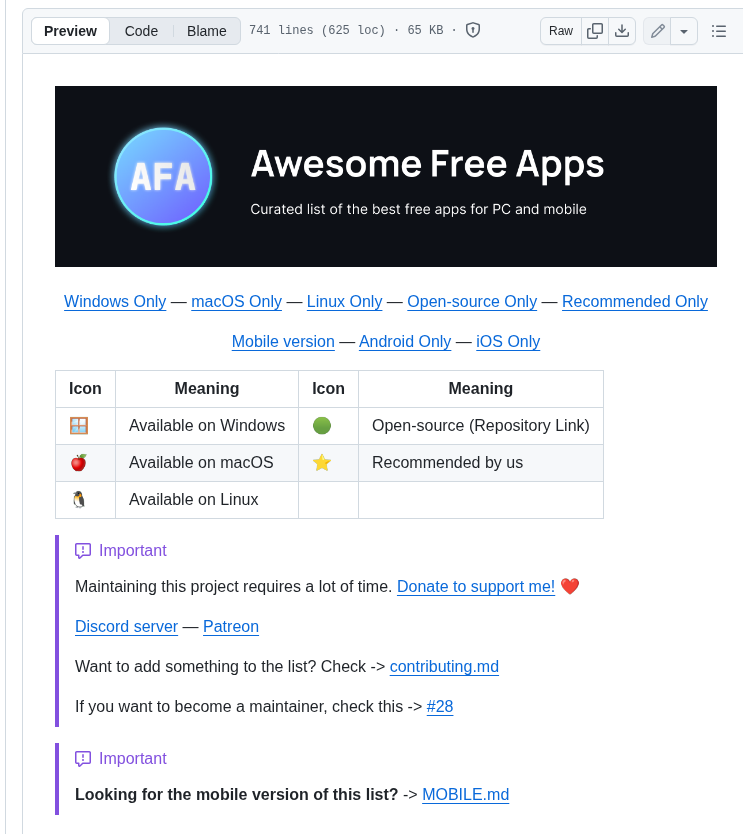 Preview Code Blame 741 lines (625 loc) · 65 KB · Raw
AFA
Awesome Free Apps
Curated list of the best free apps for PC and mobile
Windows Only — macOS Only — Linux Only — Open-source Only — Recommended Only
Mobile version — Android Only — iOS Only
Icon Meaning Icon Meaning
🪟 Available on Windows 🟢 Open-source (Repository Link)
🍎 Available on macOS ⭐ Recommended by us
🐧 Available on Linux
Important
Maintaining this project requires a lot of time. Donate to support me! ❤️
Discord server — Patreon
Want to add something to the list? Check -> contributing.md
If you want to become a maintainer, check this -> #28
Important
Looking for the mobile version of this list? -> MOBILE.md